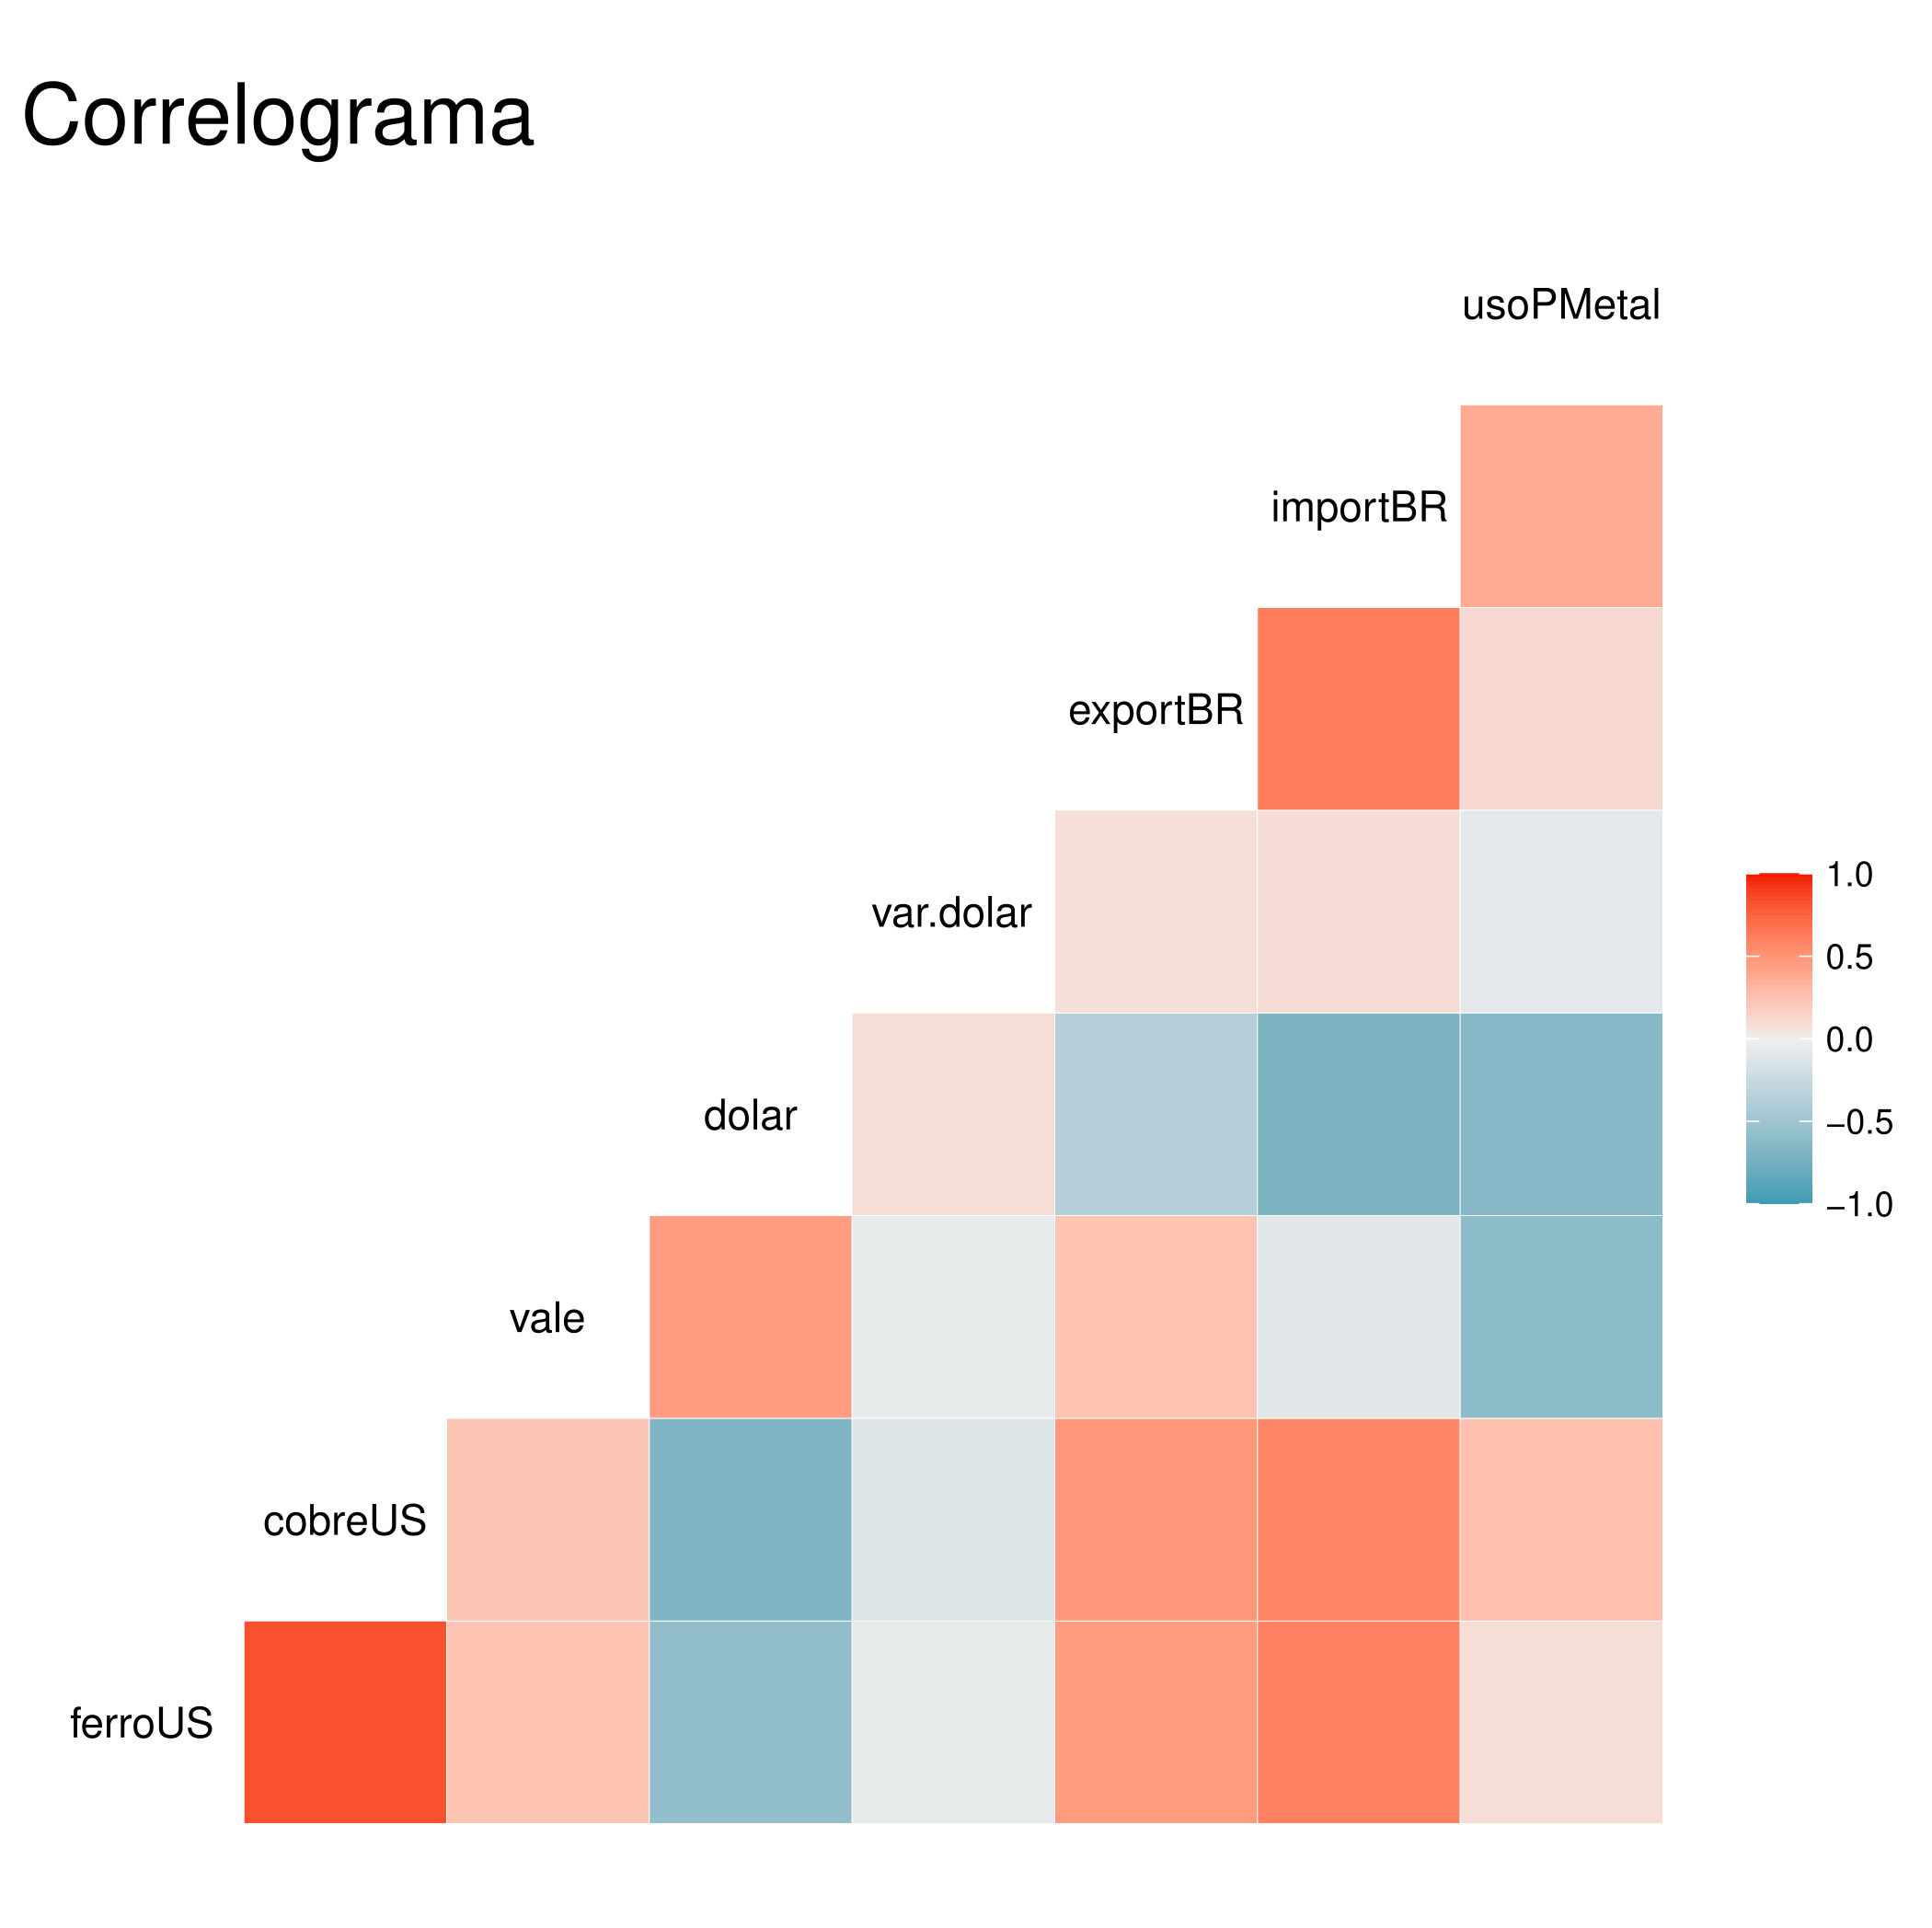 Correlograma
usoPMetal
importBR
exportBR
var.dolar
dolar
vale
cobreUS
ferroUS
1.0
0.5
0.0
−0.5
−1.0